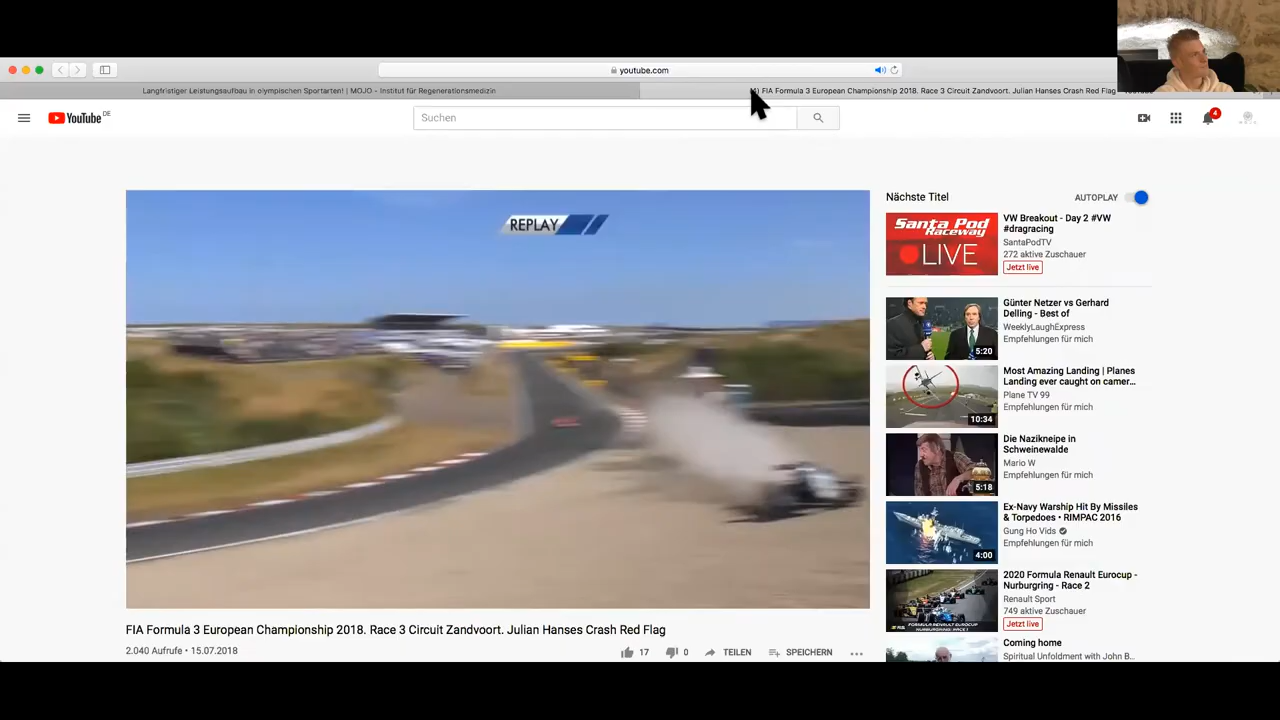 youtube.com
Langfristiger Leistungsaufbau in olympischen Sportarten! | MOJO - Institut für Regenerationsmedizin
FIA Formula 3 European Championship 2018. Race 3 Circuit Zandvoort. Julian Hanses Crash Red Flag
YouTube DE
Suchen
4
REPLAY
Nächste Titel
AUTOPLAY
Santa Pod
Raceway
LIVE
VW Breakout - Day 2 #VW
#dragracing
SantaPodTV
272 aktive Zuschauer
Jetzt live
5:20
Günter Netzer vs Gerhard
Delling - Best of
WeeklyLaughExpress
Empfehlungen für mich
10:34
Most Amazing Landing | Planes
Landing ever caught on camer...
Plane TV 99
Empfehlungen für mich
5:18
Die Nazikneipe in
Schweinewalde
Mario W
Empfehlungen für mich
4:00
Ex-Navy Warship Hit By Missiles
& Torpedoes • RIMPAC 2016
Gung Ho Vids
Empfehlungen für mich
2020 Formula Renault Eurocup -
Nurburgring - Race 2
Renault Sport
749 aktive Zuschauer
Jetzt live
Coming home
Spiritual Unfoldment with John B...
FIA Formula 3 European Championship 2018. Race 3 Circuit Zandvoort. Julian Hanses Crash Red Flag
2.040 Aufrufe • 15.07.2018
17
0
TEILEN
SPEICHERN